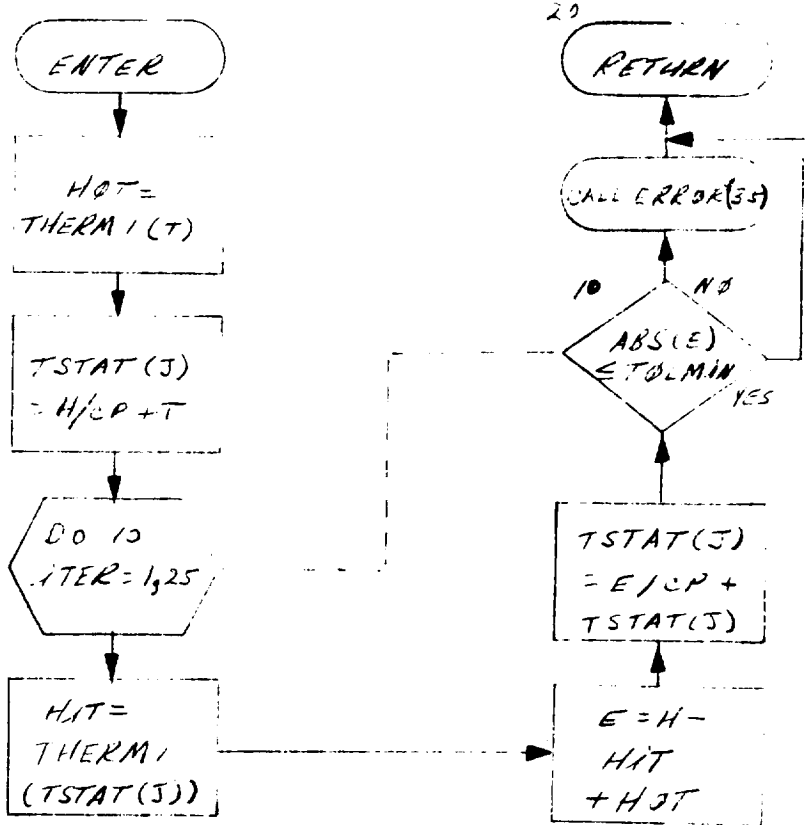 ENTER
HØT =
THERM1(T)
TSTAT(J)
= H/CP + T
DO 10
ITER = 1,25
HIT =
THERM1
(TSTAT(J))
E = H -
HIT
+ HØT
TSTAT(J)
= E/CP +
TSTAT(J)
10
ABS(E)
≤ TØLMIN
NØ
YES
CALL ERRØR(35)
20
RETURN